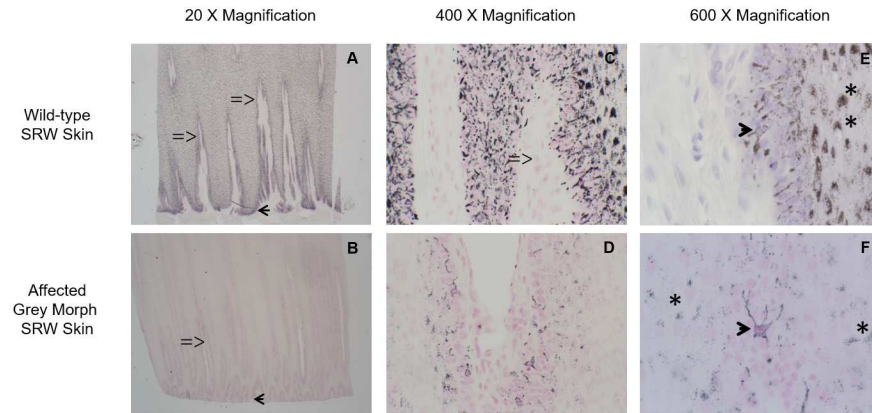 20 X Magnification
400 X Magnification
600 X Magnification
Wild-type
SRW Skin
A
=>
=>
C
=>
E
*
*
Affected
Grey Morph
SRW Skin
B
=>
D
F
*
*